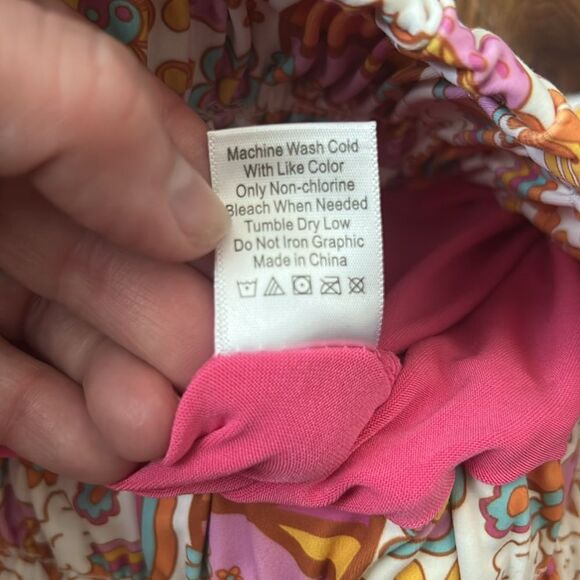 Machine Wash Cold
With Like Color
Only Non-chlorine
Bleach When Needed
Tumble Dry Low
Do Not Iron Graphic
Made in China